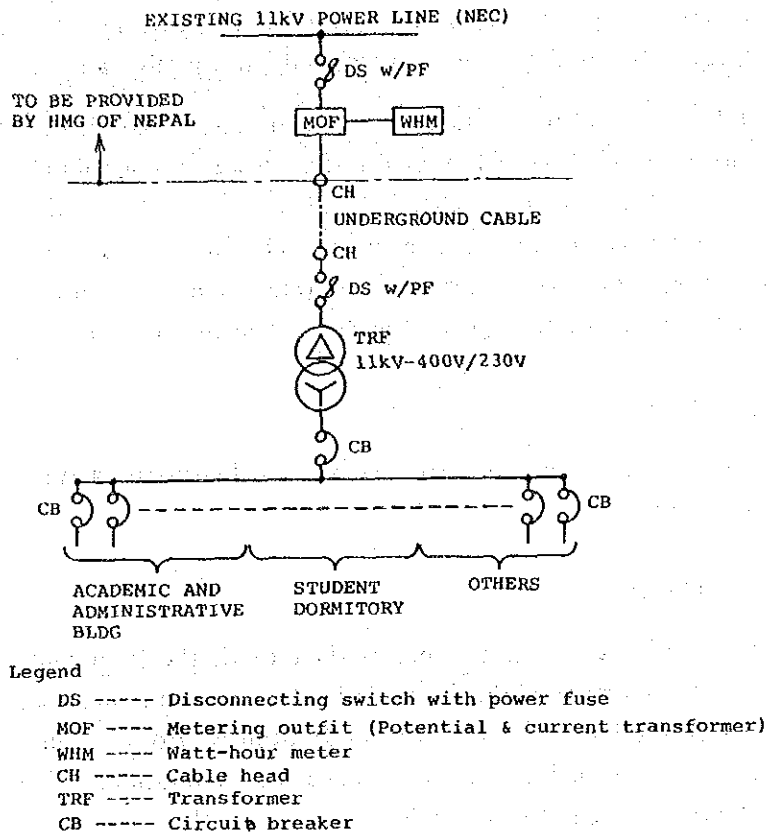 EXISTING 11kV POWER LINE (NEC)
DS w/PF
TO BE PROVIDED
BY HMG OF NEPAL
MOF
WHM
CH
UNDERGROUND CABLE
CH
DS w/PF
TRF
11kV-400V/230V
CB
CB
CB
ACADEMIC AND
ADMINISTRATIVE
BLDG
STUDENT
DORMITORY
OTHERS
Legend
DS ----- Disconnecting switch with power fuse
MOF ---- Metering outfit (Potential & current transformer)
WHM ---- Watt-hour meter
CH ----- Cable head
TRF ---- Transformer
CB ----- Circuit breaker